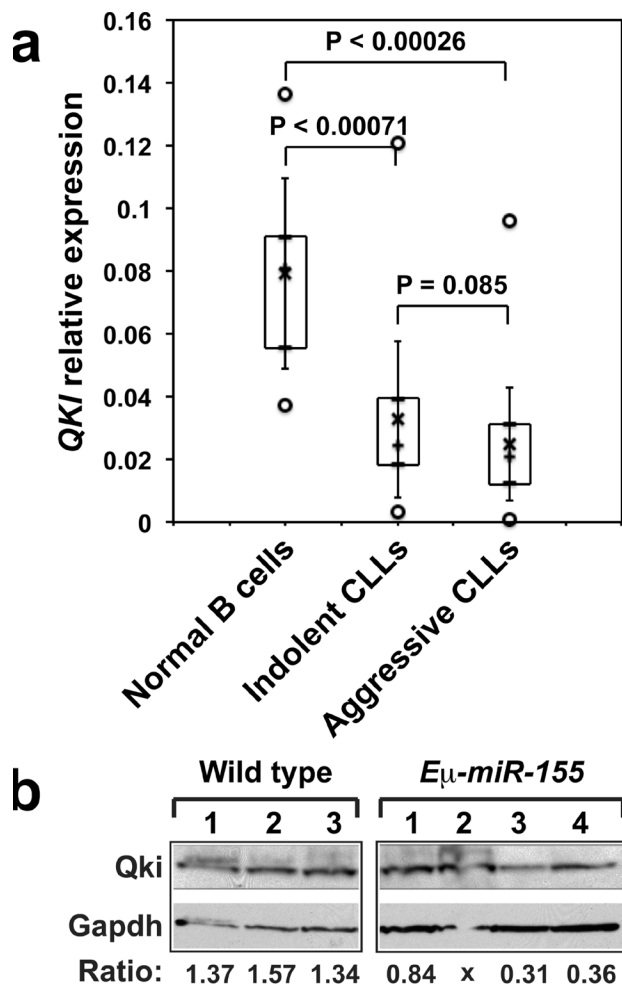 a
QKI relative expression
0.16
0.14
0.12
0.1
0.08
0.06
0.04
0.02
0
P < 0.00026
P < 0.00071
P = 0.085
Normal B cells
Indolent CLLs
Aggressive CLLs
b
Wild type
Eμ-miR-155
1 2 3 1 2 3 4
Qki
Gapdh
Ratio: 1.37 1.57 1.34 0.84 x 0.31 0.36